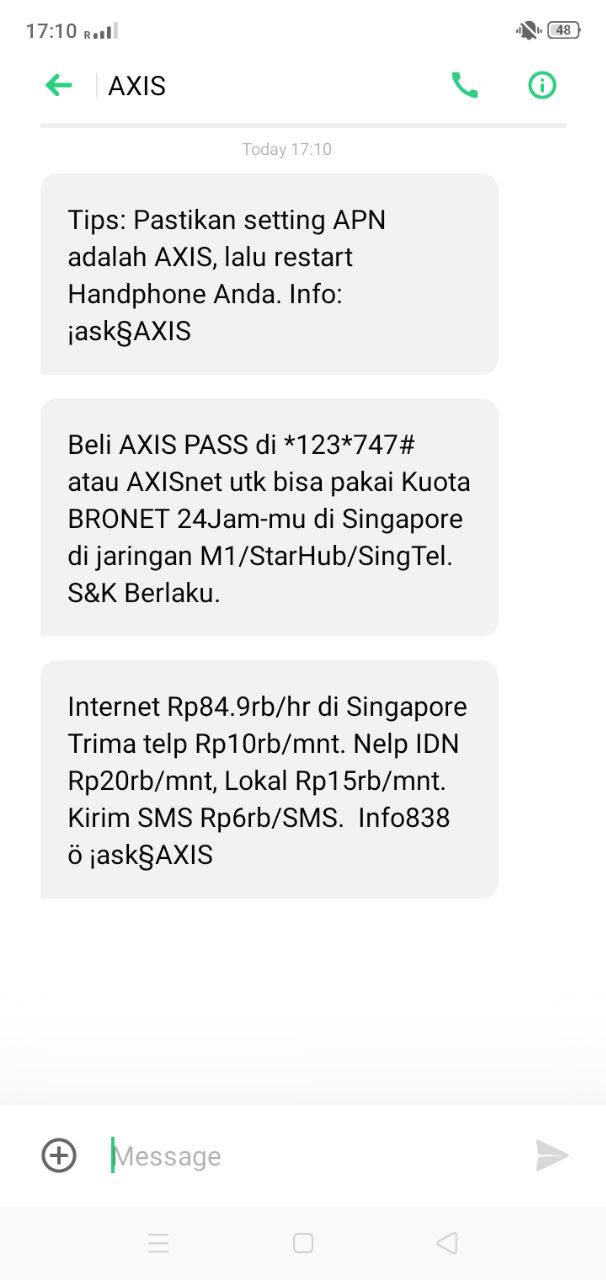 17:10 R
48
AXIS
Today 17:10
Tips: Pastikan setting APN
adalah AXIS, lalu restart
Handphone Anda. Info:
¡ask§AXIS
Beli AXIS PASS di *123*747#
atau AXISnet utk bisa pakai Kuota
BRONET 24Jam-mu di Singapore
di jaringan M1/StarHub/SingTel.
S&K Berlaku.
Internet Rp84.9rb/hr di Singapore
Trima telp Rp10rb/mnt. Nelp IDN
Rp20rb/mnt, Lokal Rp15rb/mnt.
Kirim SMS Rp6rb/SMS.  Info838
ö ¡ask§AXIS
Message